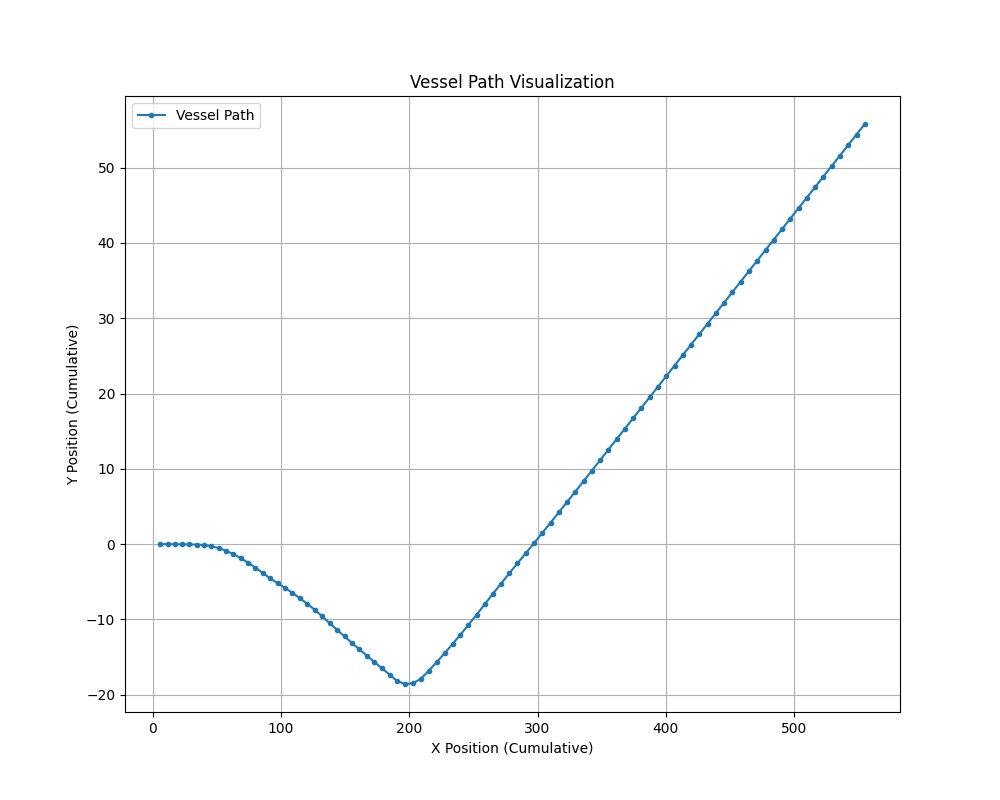 Vessel Path Visualization
Vessel Path
Y Position (Cumulative)
50
40
30
20
10
0
−10
−20
0 100 200 300 400 500
X Position (Cumulative)